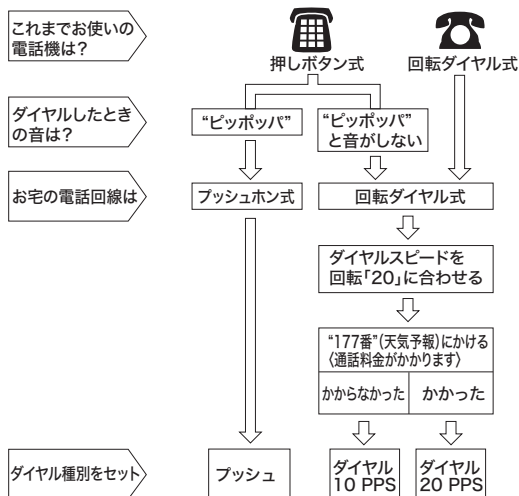 これまでお使いの
電話機は？
押しボタン式
回転ダイヤル式
ダイヤルしたとき
の音は？
“ピッポッパ”
“ピッポッパ”
と音がしない
お宅の電話回線は
プッシュホン式
回転ダイヤル式
ダイヤルスピードを
回転「20」に合わせる
“177番”(天気予報)にかける
〈通話料金がかかります〉
かからなかった
かかった
ダイヤル種別をセット
プッシュ
ダイヤル
10 PPS
ダイヤル
20 PPS